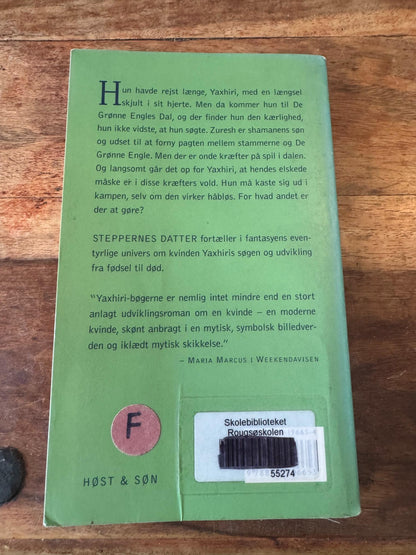 Hun havde rejst længe, Yaxhiri, med en længsel
skjult i sit hjerte. Men da kommer hun til De
Grønne Engles Dal, og der finder hun den kærlighed,
hun ikke vidste, at hun søgte. Zuresh er shamanens søn
og udset til at forny pagten mellem stammerne og De
Grønne Engle. Men der er onde kræfter på spil i dalen.
Og langsomt går det op for Yaxhiri, at hendes elskede
måske er i disse kræfters vold. Hun må kaste sig ud i
kampen, selv om den virker håbløs. For hvad andet er
der at gøre?
STEPPERNES DATTER fortæller i fantasyens even-
tyrlige univers om kvinden Yaxhiris søgen og udvikling
fra fødsel til død.
"Yaxhiri-bøgerne er nemlig intet mindre end en stort
anlagt udviklingsroman om en kvinde – en moderne
kvinde, skønt anbragt i en mytisk, symbolsk billedver-
den og iklædt mytisk skikkelse."
– MARIA MARCUS I WEEKENDAVISEN
F
Skolebiblioteket
Rougsøskolen
55274
HØST & SØN